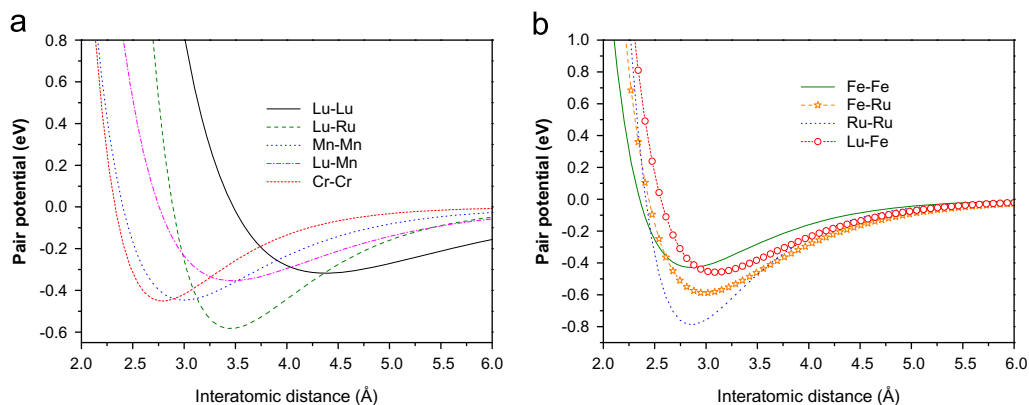 a
Pair potential (eV)
0.8
0.6
0.4
0.2
0.0
-0.2
-0.4
-0.6
2.0 2.5 3.0 3.5 4.0 4.5 5.0 5.5 6.0
Interatomic distance (Å)
Lu-Lu
Lu-Ru
Mn-Mn
Lu-Mn
Cr-Cr
b
Pair potential (eV)
1.0
0.8
0.6
0.4
0.2
0.0
-0.2
-0.4
-0.6
-0.8
2.0 2.5 3.0 3.5 4.0 4.5 5.0 5.5 6.0
Interatomic distance (Å)
Fe-Fe
Fe-Ru
Ru-Ru
Lu-Fe